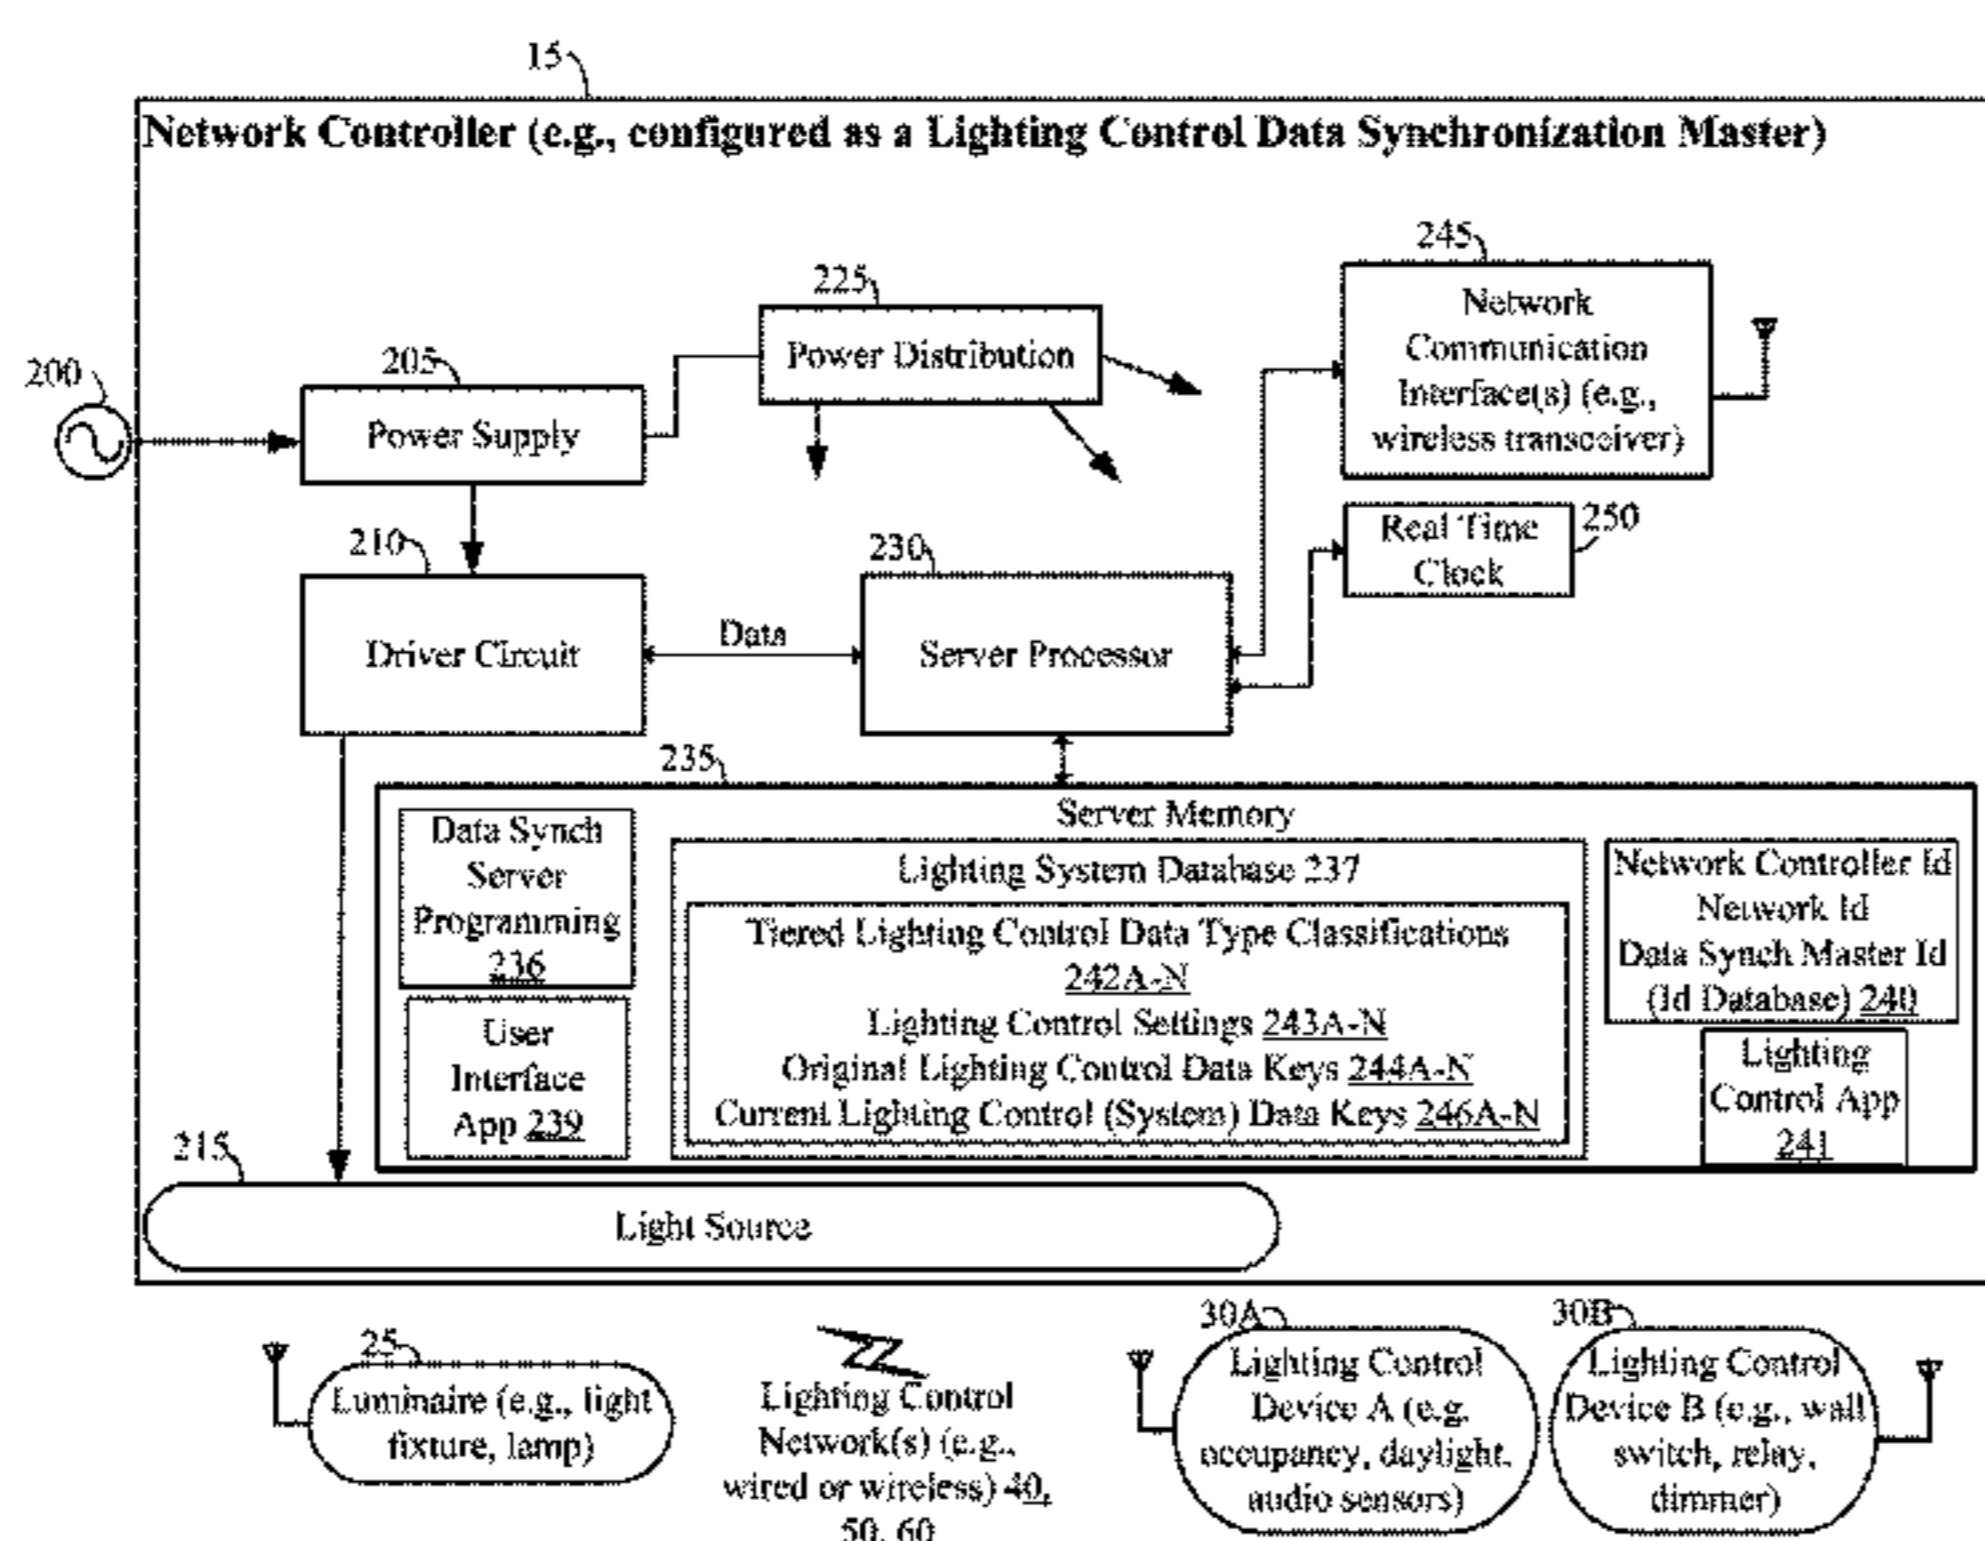 15
Network Controller (e.g., configured as a Lighting Control Data Synchronization Master)
245
Network
Communication
Interface(s) (e.g.,
wireless transceiver)
225
Power Distribution
200
205
Power Supply
250
Real Time
Clock
210
Driver Circuit
Data
230
Server Processor
235
Server Memory
Data Synch
Server
Programming
236
User
Interface
App 239
Lighting System Database 237
Tiered Lighting Control Data Type Classifications
242A-N
Lighting Control Settings 243A-N
Original Lighting Control Data Keys 244A-N
Current Lighting Control (System) Data Keys 246A-N
Network Controller Id
Network Id
Data Synch Master Id
(Id Database) 240
Lighting
Control App
241
215
Light Source
25
Luminaire (e.g., light
fixture, lamp)
Lighting Control
Network(s) (e.g.,
wired or wireless) 40,
50, 60
30A
Lighting Control
Device A (e.g.
occupancy, daylight,
audio sensors)
30B
Lighting Control
Device B (e.g., wall
switch, relay,
dimmer)